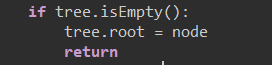 if tree.isEmpty():
    tree.root = node
    return